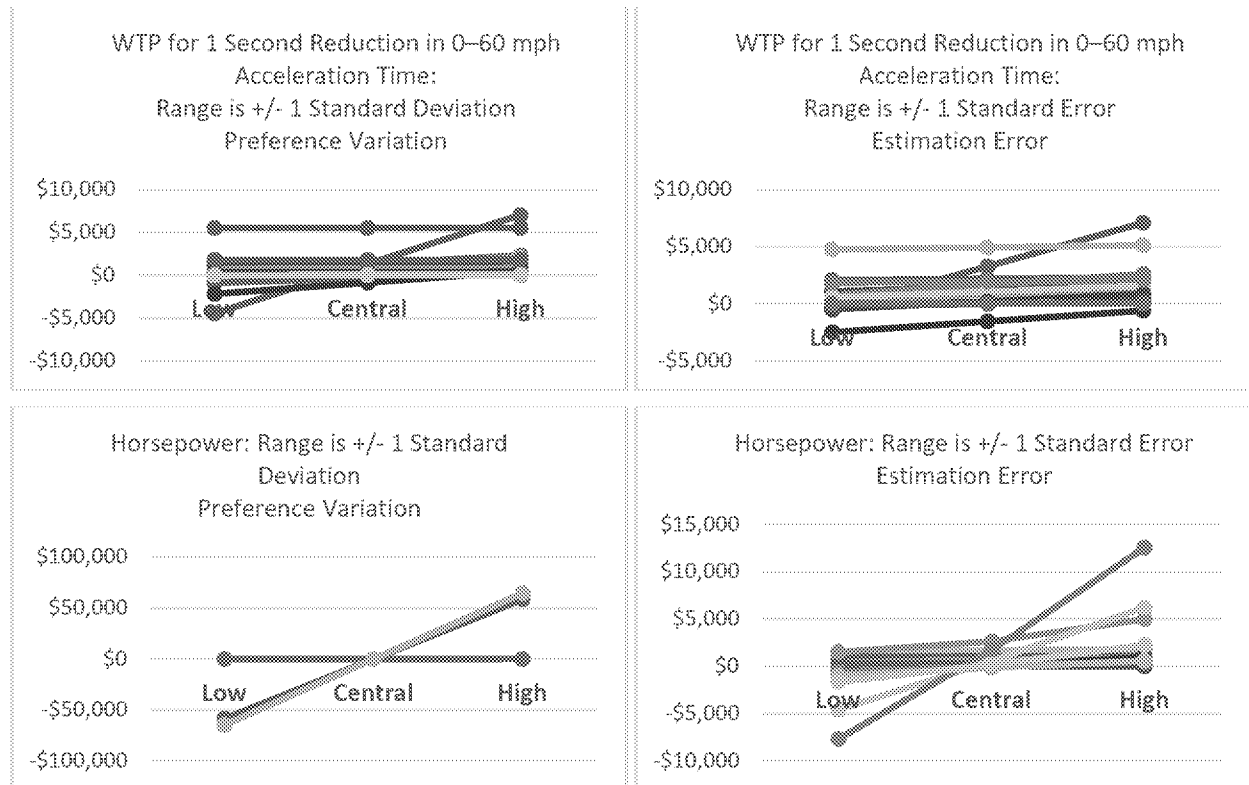 WTP for 1 Second Reduction in 0–60 mph
Acceleration Time:
Range is +/- 1 Standard Deviation
Preference Variation
$10,000
$5,000
$0
-$5,000
-$10,000
Low
Central
High
WTP for 1 Second Reduction in 0–60 mph
Acceleration Time:
Range is +/- 1 Standard Error
Estimation Error
$10,000
$5,000
$0
-$5,000
Low
Central
High
Horsepower: Range is +/- 1 Standard
Deviation
Preference Variation
$100,000
$50,000
$0
-$50,000
-$100,000
Low
Central
High
Horsepower: Range is +/- 1 Standard Error
Estimation Error
$15,000
$10,000
$5,000
$0
-$5,000
-$10,000
Low
Central
High